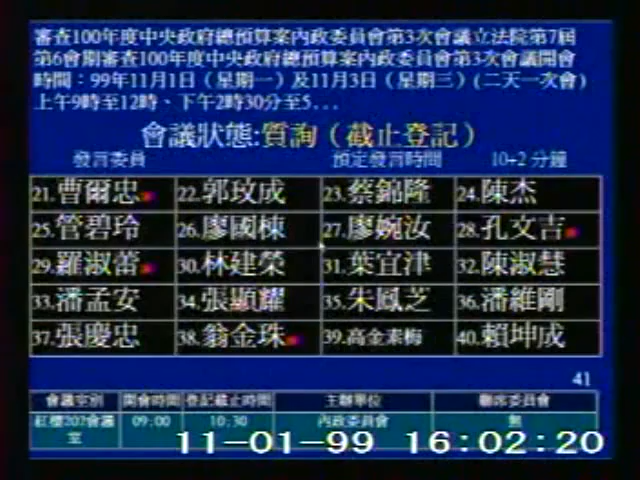 審查100年度中央政府總預算案內政委員會第3次會議立法院第7屆
第6會期審查100年度中央政府總預算案內政委員會第3次會議開會
時間：99年11月1日（星期一）及11月3日（星期三）(二天一次會)
上午9時至12時、下午2時30分至5...
會議狀態:質詢（截止登記）
發言委員 預定發言時間 10+2 分鐘
21.曹爾忠 22.郭玟成 23.蔡錦隆 24.陳杰
25.管碧玲 26.廖國棟 27.廖婉汝 28.孔文吉
29.羅淑蕾 30.林建榮 31.葉宜津 32.陳淑慧
33.潘孟安 34.張顯耀 35.朱鳳芝 36.潘維剛
37.張慶忠 38.翁金珠 39.高金素梅 40.賴坤成
41
會議室別 開會時間 登記截止時間 主辦單位 聯席委員會
紅樓202會議 09:00 10:30 內政委員會 無
室
11-01-99 16:02:20